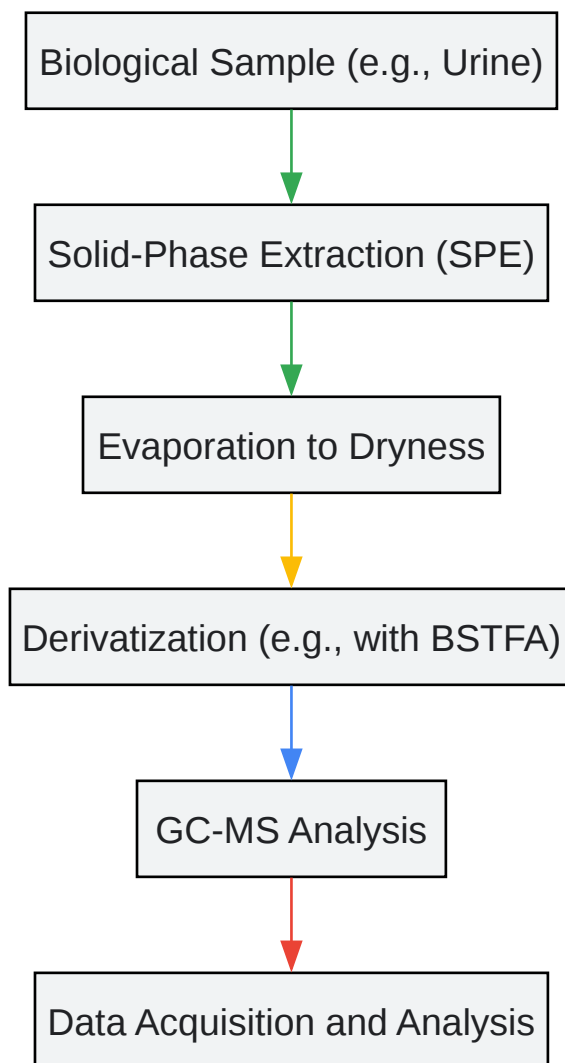 Biological Sample (e.g., Urine)
Solid-Phase Extraction (SPE)
Evaporation to Dryness
Derivatization (e.g., with BSTFA)
GC-MS Analysis
Data Acquisition and Analysis